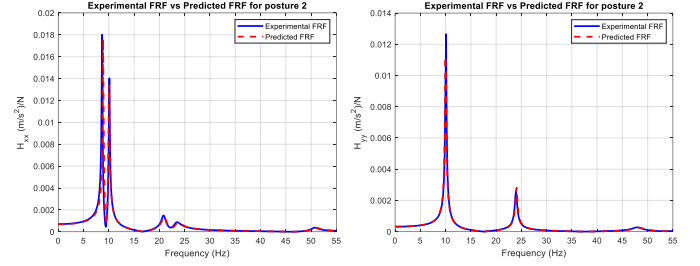 Experimental FRF vs Predicted FRF for posture 2
0.02
0.018
0.016
0.014
0.012
0.01
0.008
0.006
0.004
0.002
0
H_xx (m/s²)/N
Experimental FRF
Predicted FRF
0 5 10 15 20 25 30 35 40 45 50 55
Frequency (Hz)
Experimental FRF vs Predicted FRF for posture 2
0.014
0.012
0.01
0.008
0.006
0.004
0.002
0
H_yy (m/s²)/N
Experimental FRF
Predicted FRF
0 5 10 15 20 25 30 35 40 45 50 55
Frequency (Hz)